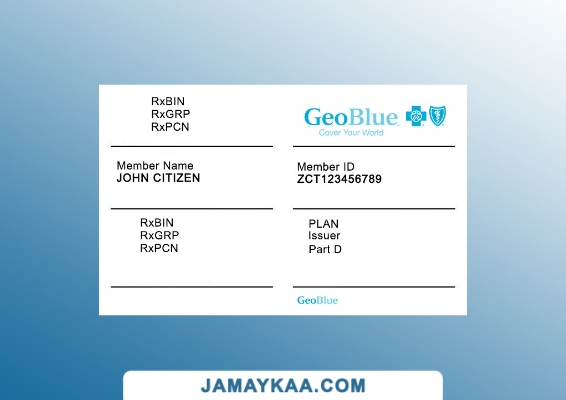 RxBIN
RxGRP
RxPCN
GeoBlue
Cover Your World
Member Name
JOHN CITIZEN
Member ID
ZCT123456789
RxBIN
RxGRP
RxPCN
PLAN
Issuer
Part D
GeoBlue
JAMAYKAA.COM